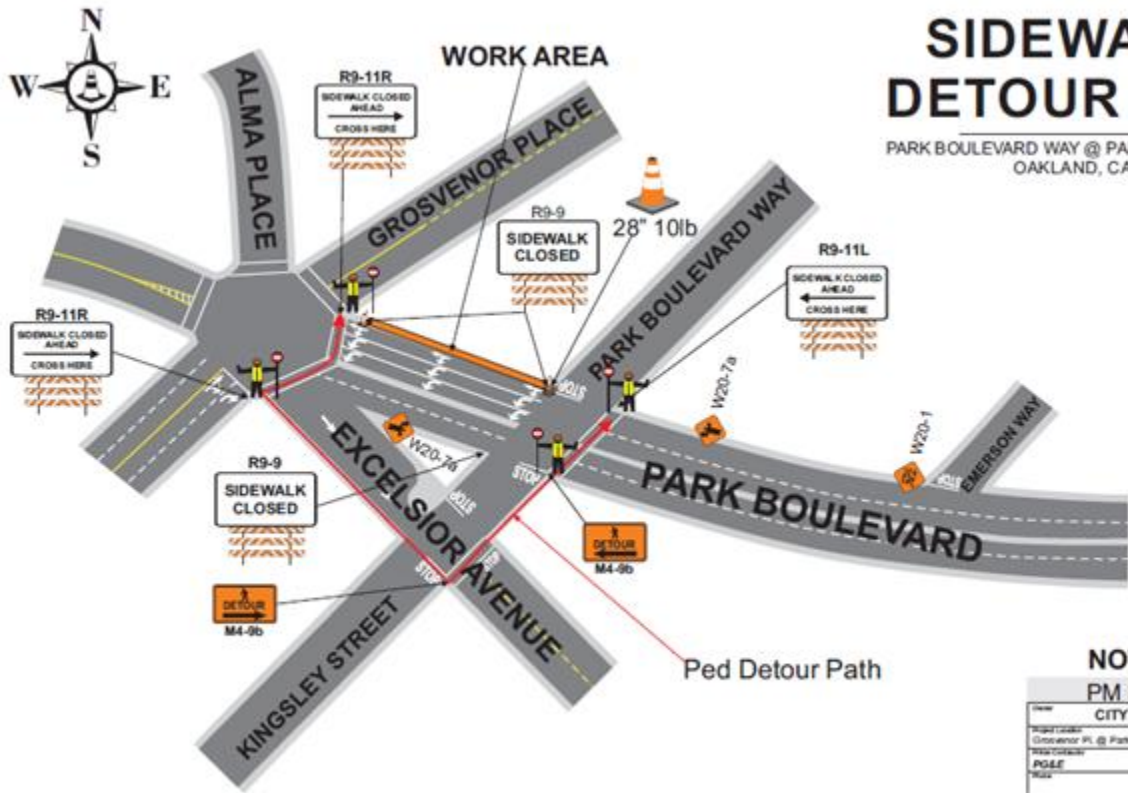 N
W
E
S
SIDEWA
DETOUR
PARK BOULEVARD WAY @ PA
OAKLAND, CA
WORK AREA
R9-11R
SIDEWALK CLOSED
AHEAD
CROSS HERE
ALMA PLACE
GROSVENOR PLACE
28" 10lb
R9-9
SIDEWALK
CLOSED
STOP
PARK BOULEVARD WAY
R9-11L
SIDEWALK CLOSED
AHEAD
CROSS HERE
R9-11R
SIDEWALK CLOSED
AHEAD
CROSS HERE
W20-7a
W20-1
STOP
EMERSON WAY
EXCELSIOR AVENUE
W20-7a
R9-9
SIDEWALK
CLOSED
STOP
STOP
PARK BOULEVARD
STOP
DETOUR
M4-9b
DETOUR
M4-9b
KINGSLEY STREET
Ped Detour Path
NO
PM
CITY
Grosvenor Pl. @ Park
PG&E